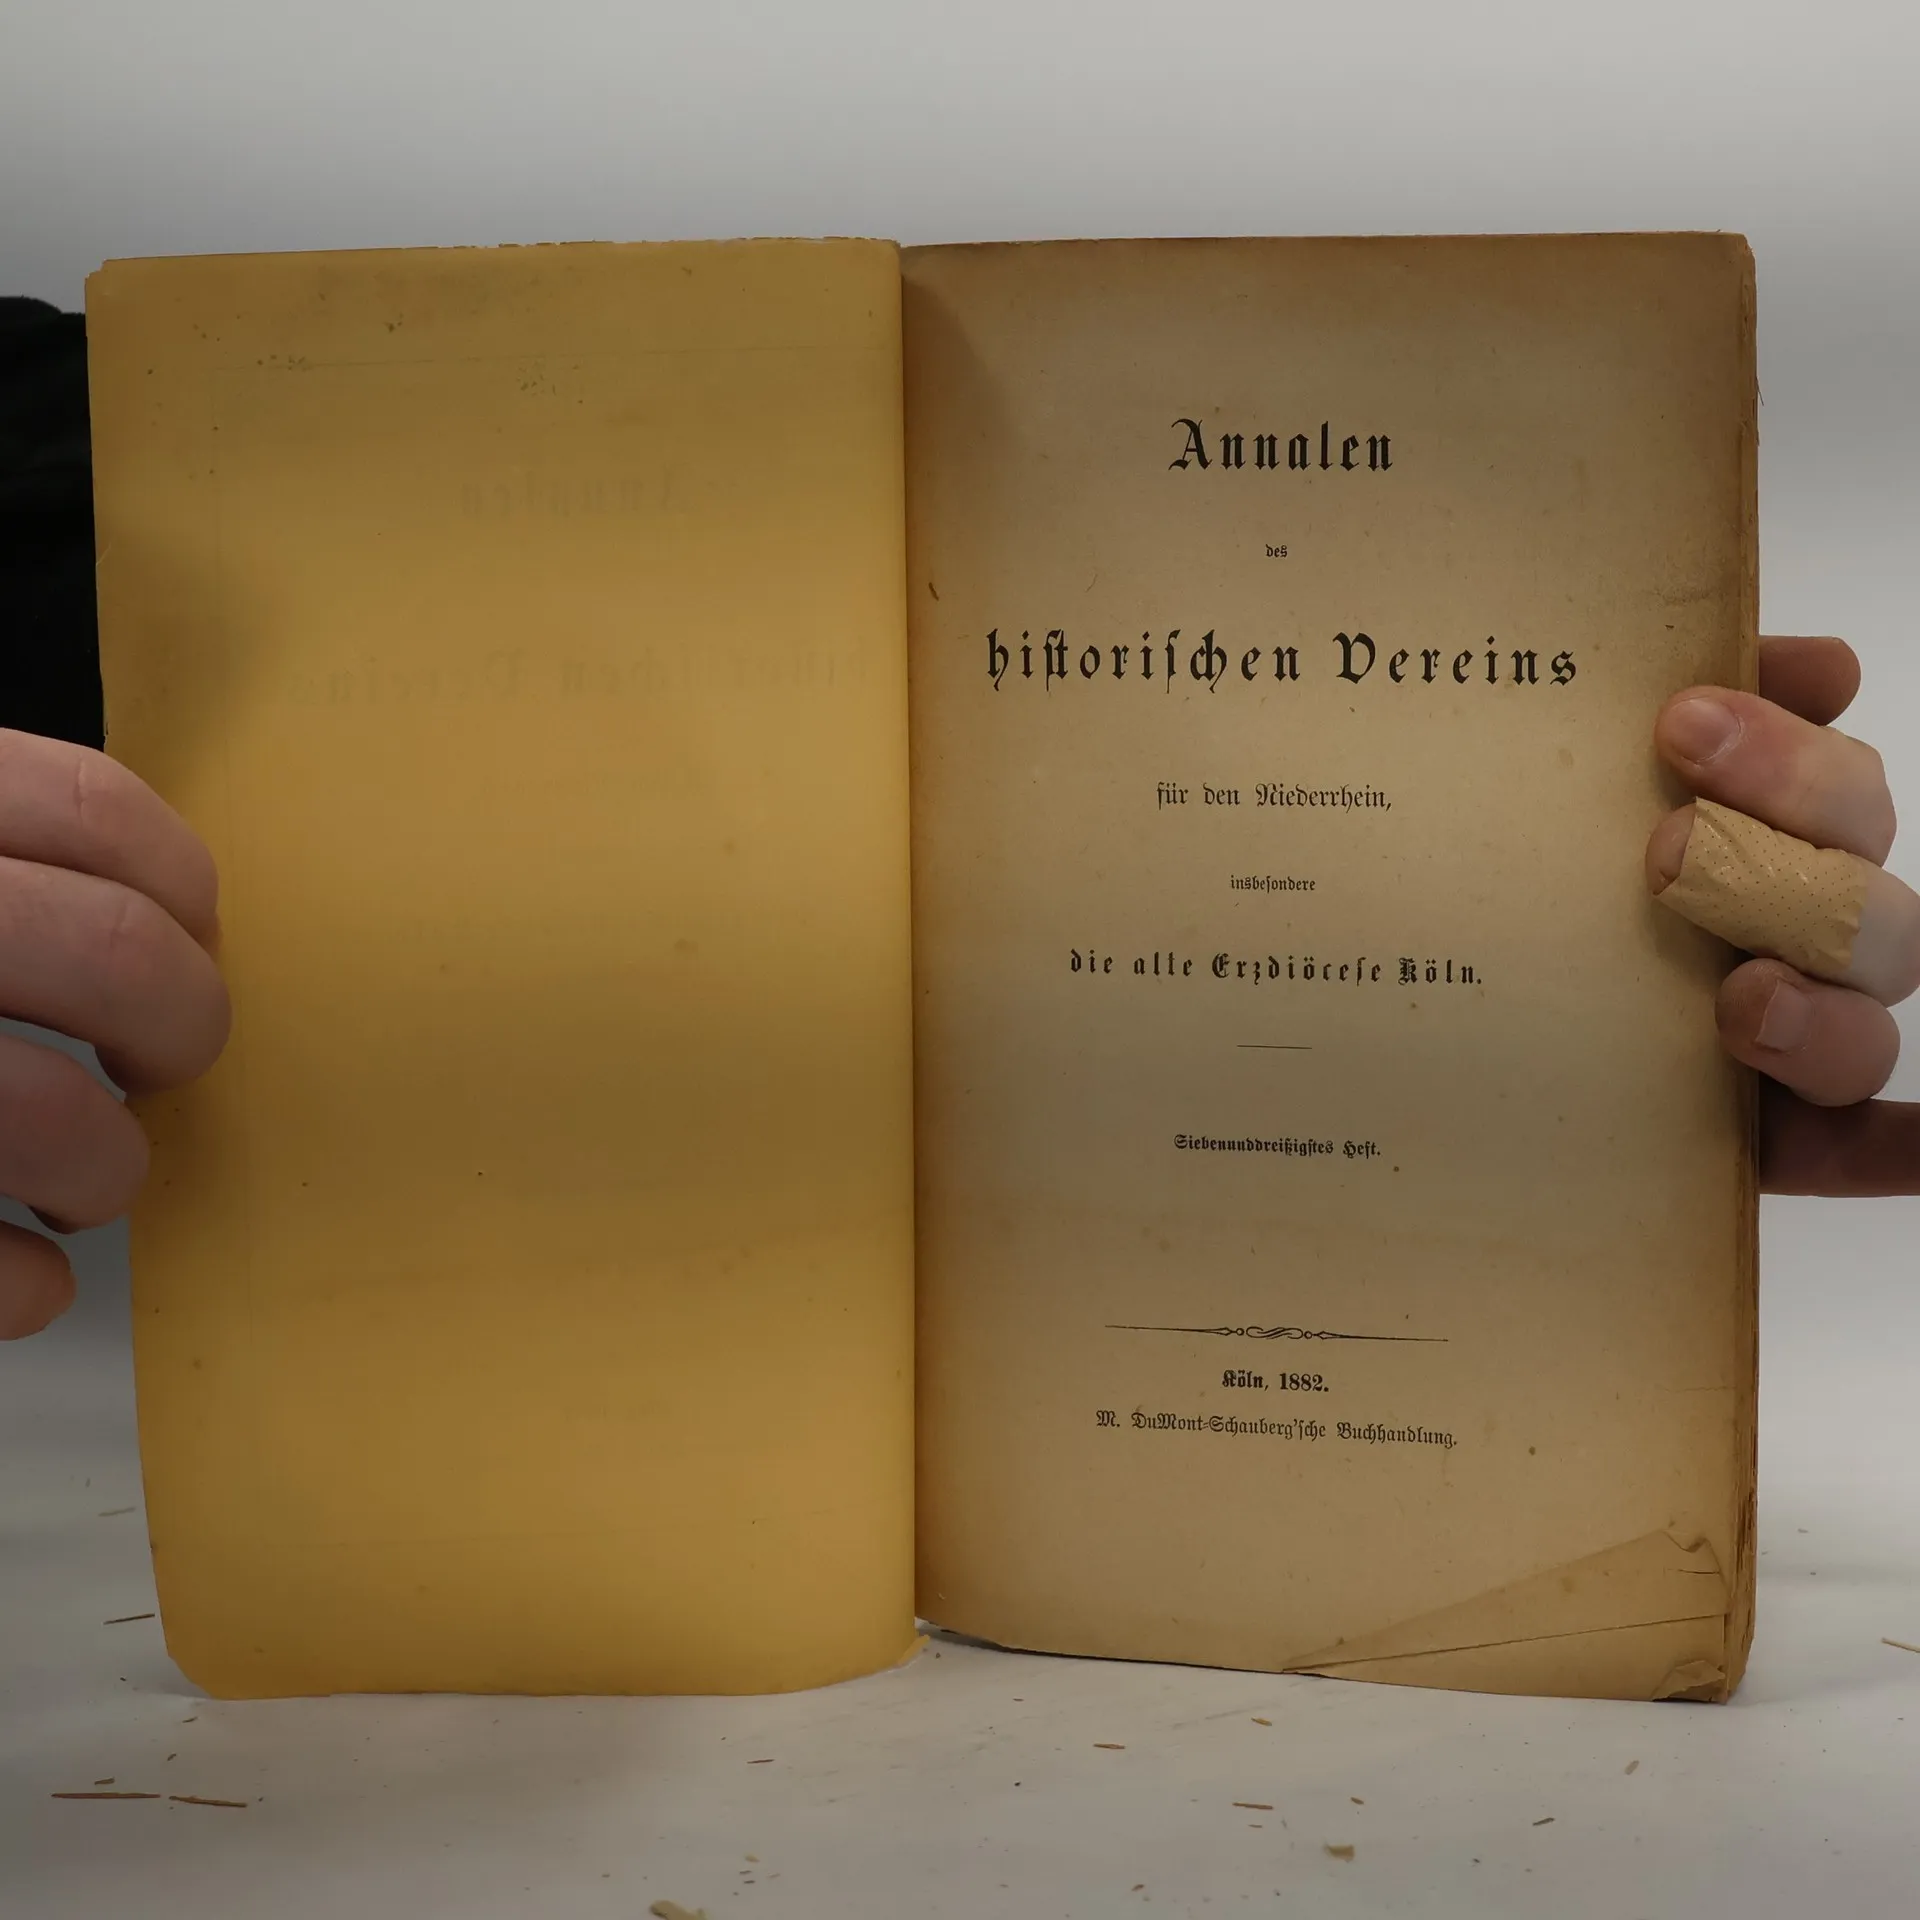 Annalen
des
historischen Vereins
für den Niederrhein,
insbesondere
die alte Erzdiöcese Köln.
Siebenunddreißigstes Heft.
Köln, 1882.
M. DuMont-Schauberg'sche Buchhandlung.